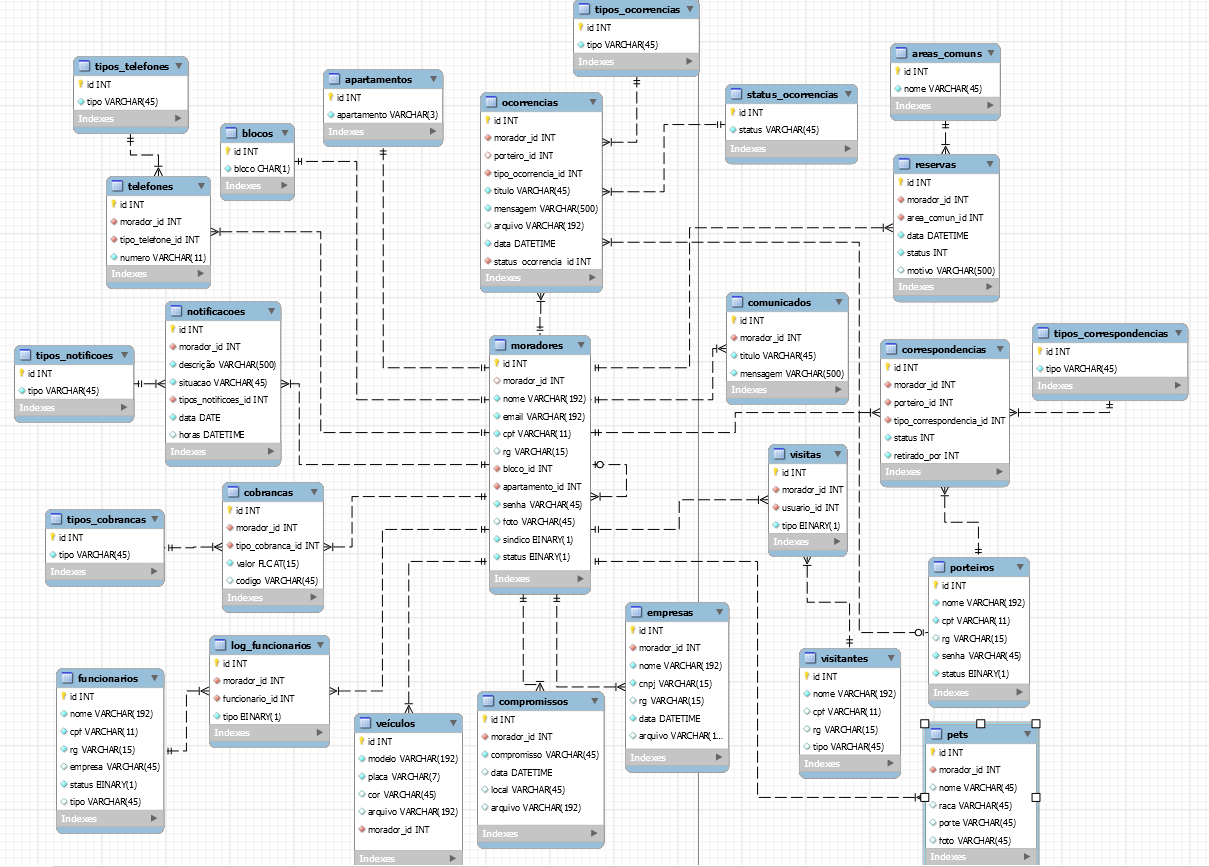 tipos_ocorrencias
id INT
tipo VARCHAR(45)
Indexes
tipos_telefones
id INT
tipo VARCHAR(45)
Indexes
apartamentos
id INT
apartamento VARCHAR(3)
Indexes
blocos
id INT
bloco CHAR(1)
Indexes
ocorrencias
id INT
morador_id INT
porteiro_id INT
tipo_ocorrencia_id INT
titulo VARCHAR(45)
mensagem VARCHAR(500)
arquivo VARCHAR(192)
data DATETIME
status_ocorrencia_id INT
Indexes
status_ocorrencias
id INT
status VARCHAR(45)
Indexes
areas_comuns
id INT
nome VARCHAR(45)
Indexes
telefones
id INT
morador_id INT
tipo_telefone_id INT
numero VARCHAR(11)
Indexes
reservas
id INT
morador_id INT
area_comun_id INT
data DATETIME
status INT
motivo VARCHAR(500)
Indexes
notificacoes
id INT
morador_id INT
descrição VARCHAR(500)
situacao VARCHAR(45)
tipos_notificoes_id INT
data DATE
horas DATETIME
Indexes
tipos_notificoes
id INT
tipo VARCHAR(45)
Indexes
moradores
id INT
morador_id INT
nome VARCHAR(192)
email VARCHAR(192)
cpf VARCHAR(11)
rg VARCHAR(15)
bloco_id INT
apartamento_id INT
senha VARCHAR(45)
foto VARCHAR(45)
sindico BINARY(1)
status BINARY(1)
Indexes
comunicados
id INT
morador_id INT
titulo VARCHAR(45)
mensagem VARCHAR(500)
Indexes
correspondencias
id INT
morador_id INT
porteiro_id INT
tipo_correspondencia_id INT
status INT
retirado_por INT
Indexes
tipos_correspondencias
id INT
tipo VARCHAR(45)
Indexes
visitas
id INT
morador_id INT
usuario_id INT
tipo BINARY(1)
Indexes
cobrancas
id INT
morador_id INT
tipo_cobranca_id INT
valor FLOAT(15)
codigo VARCHAR(45)
Indexes
tipos_cobrancas
id INT
tipo VARCHAR(45)
Indexes
porteiros
id INT
nome VARCHAR(192)
cpf VARCHAR(11)
rg VARCHAR(15)
senha VARCHAR(45)
status BINARY(1)
Indexes
log_funcionarios
id INT
morador_id INT
funcionario_id INT
tipo BINARY(1)
Indexes
funcionarios
id INT
nome VARCHAR(192)
cpf VARCHAR(11)
rg VARCHAR(15)
empresa VARCHAR(45)
status BINARY(1)
tipo VARCHAR(45)
Indexes
empresas
id INT
morador_id INT
nome VARCHAR(192)
cnpj VARCHAR(15)
rg VARCHAR(15)
data DATETIME
arquivo VARCHAR(1...
Indexes
visitantes
id INT
nome VARCHAR(192)
cpf VARCHAR(11)
rg VARCHAR(15)
tipo VARCHAR(45)
Indexes
veículos
id INT
modelo VARCHAR(192)
placa VARCHAR(7)
cor VARCHAR(45)
arquivo VARCHAR(192)
morador_id INT
Indexes
compromissos
id INT
morador_id INT
compromisso VARCHAR(45)
data DATETIME
local VARCHAR(45)
arquivo VARCHAR(192)
Indexes
pets
id INT
morador_id INT
nome VARCHAR(45)
raca VARCHAR(45)
porte VARCHAR(45)
foto VARCHAR(45)
Indexes